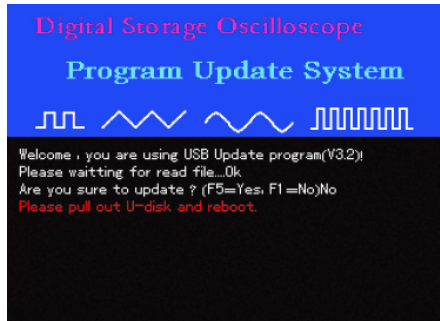 Digital Storage Oscilloscope
Program Update System
Welcome , you are using USB Update program(V3.2)!
Please waitting for read file....Ok
Are you sure to update ? (F5=Yes, F1=No)No
Please pull out U-disk and reboot.